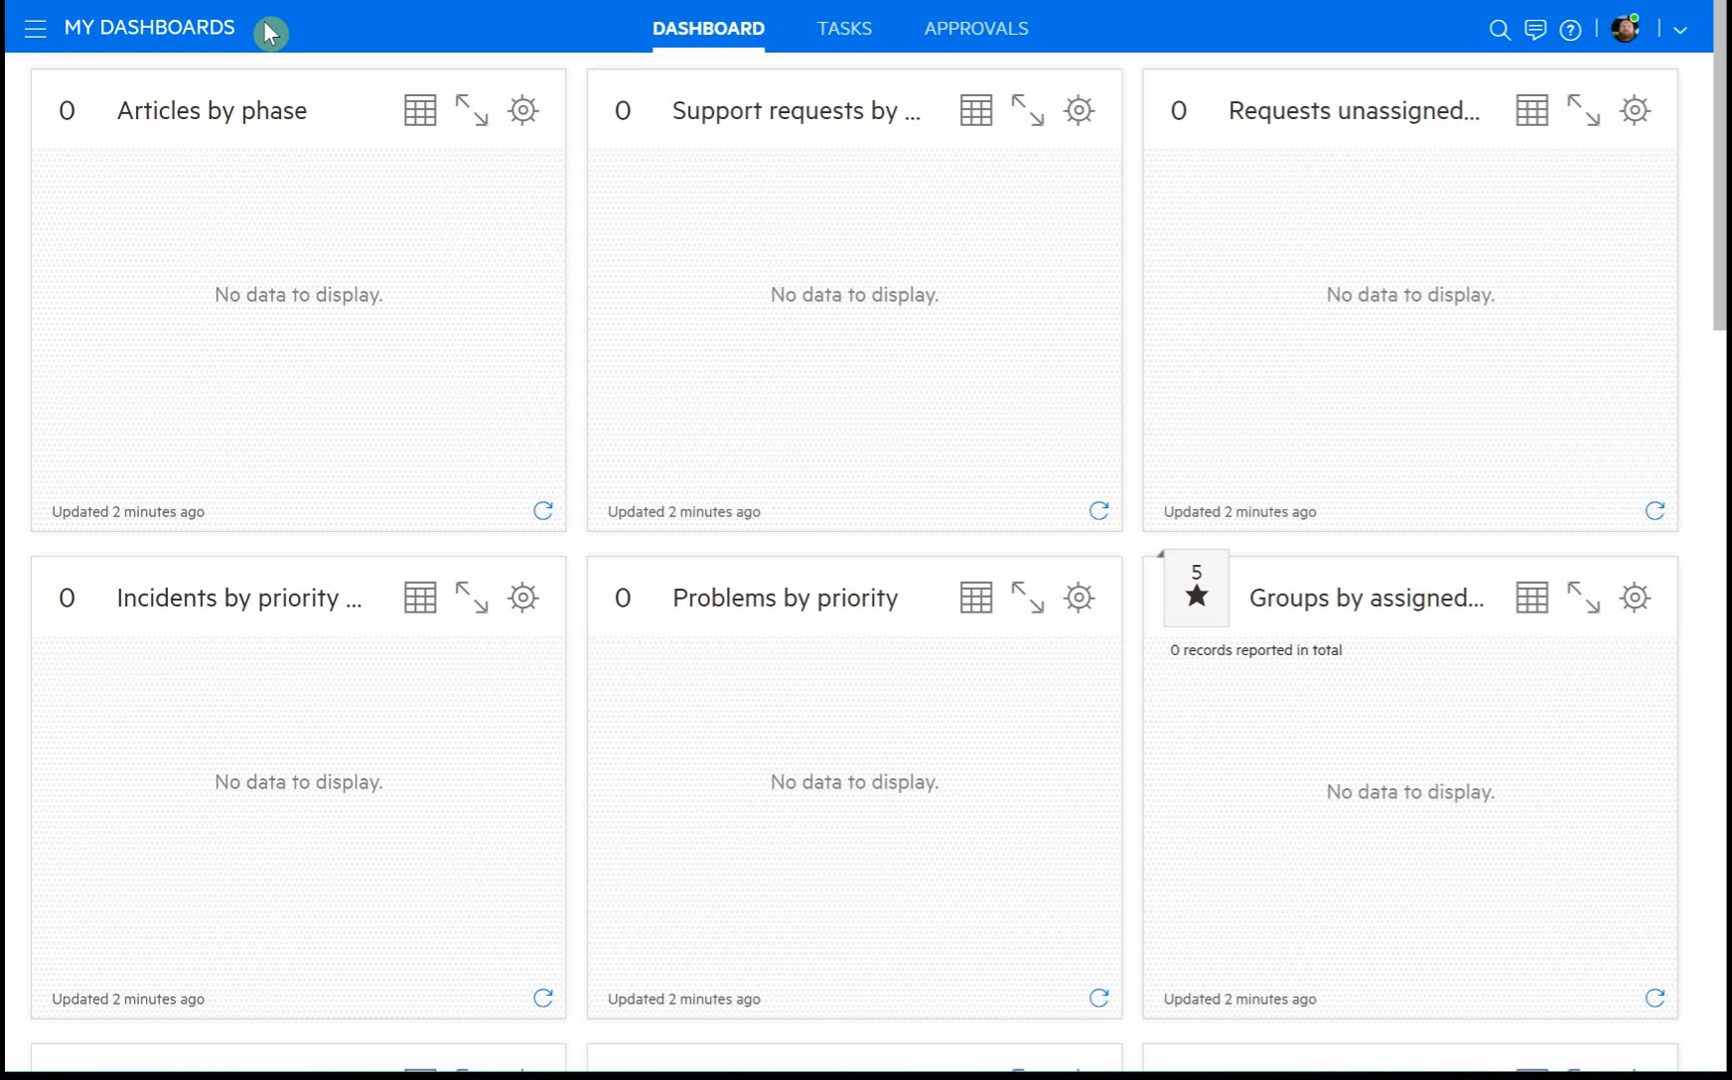 MY DASHBOARDS
DASHBOARD
TASKS
APPROVALS
0 Articles by phase
No data to display.
Updated 2 minutes ago
0 Support requests by ...
No data to display.
Updated 2 minutes ago
0 Requests unassigned...
No data to display.
Updated 2 minutes ago
0 Incidents by priority ...
No data to display.
Updated 2 minutes ago
0 Problems by priority
No data to display.
Updated 2 minutes ago
5
Groups by assigned...
0 records reported in total
No data to display.
Updated 2 minutes ago